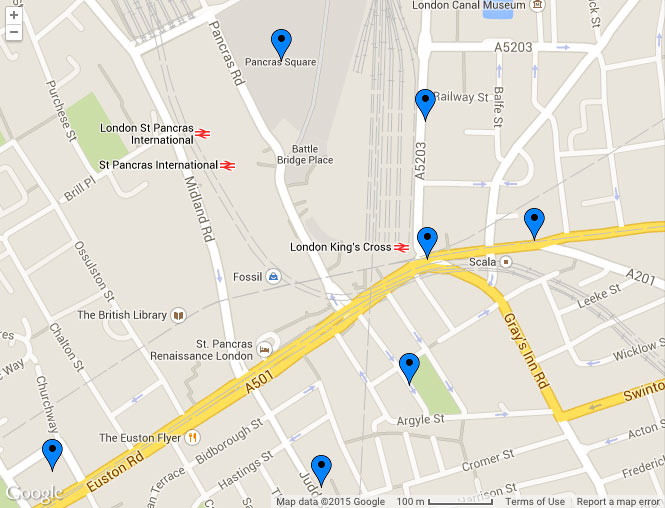 London Canal Museum
+
−
Pancras Rd
Pancras Square
A5203
Purchese St
Railway St
Balfe St
London St Pancras
International
St Pancras International
Battle
Bridge Place
A5203
Brill Pl
Midland Rd
London King's Cross
Scala
Ossulston St
Fossil
A201
Leeke St
The British Library
Chalton St
St. Pancras
Renaissance London
Gray's Inn Rd
Wicklow St
Way
Churchway
A501
Swinton
Argyle St
Acton S
The Euston Flyer
Bidborough St
Euston Rd
Hastings St
Judd
Cromer St
Frederick
an Terrace
Harrison St
Google
Map data ©2015 Google
100 m
Terms of Use
Report a map error